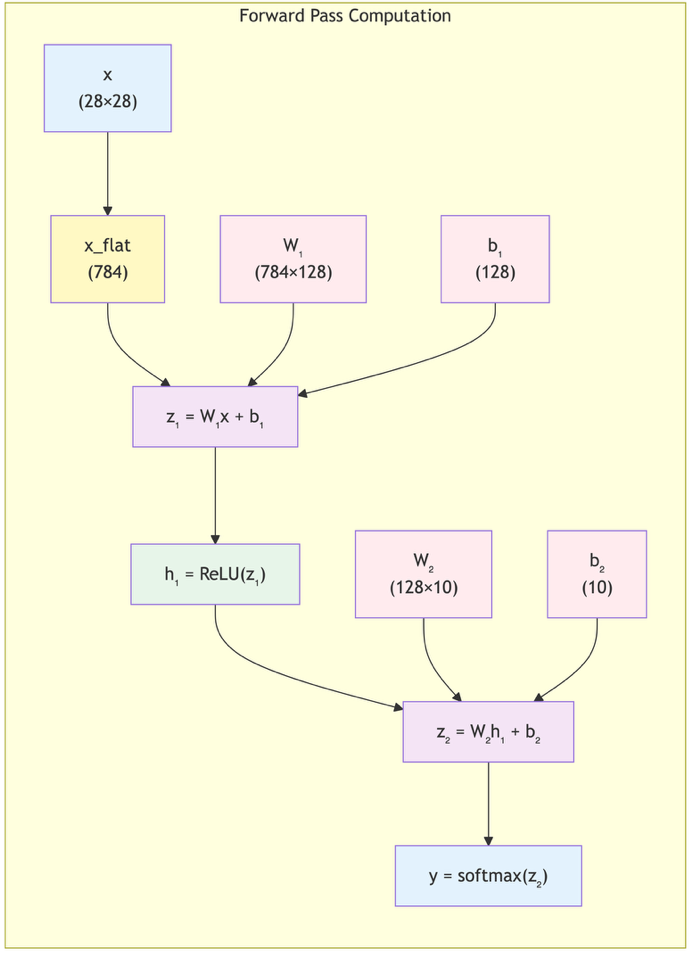 Forward Pass Computation
x
(28×28)
x_flat
(784)
W₁
(784×128)
b₁
(128)
z₁ = W₁x + b₁
h₁ = ReLU(z₁)
W₂
(128×10)
b₂
(10)
z₂ = W₂h₁ + b₂
y = softmax(z₂)